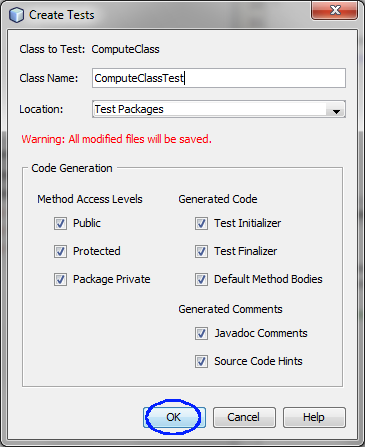 Create Tests
Class to Test: ComputeClass
Class Name: ComputeClassTest
Location: Test Packages
Warning: All modified files will be saved.
Code Generation
Method Access Levels
Public
Protected
Package Private
Generated Code
Test Initializer
Test Finalizer
Default Method Bodies
Generated Comments
Javadoc Comments
Source Code Hints
OK Cancel Help